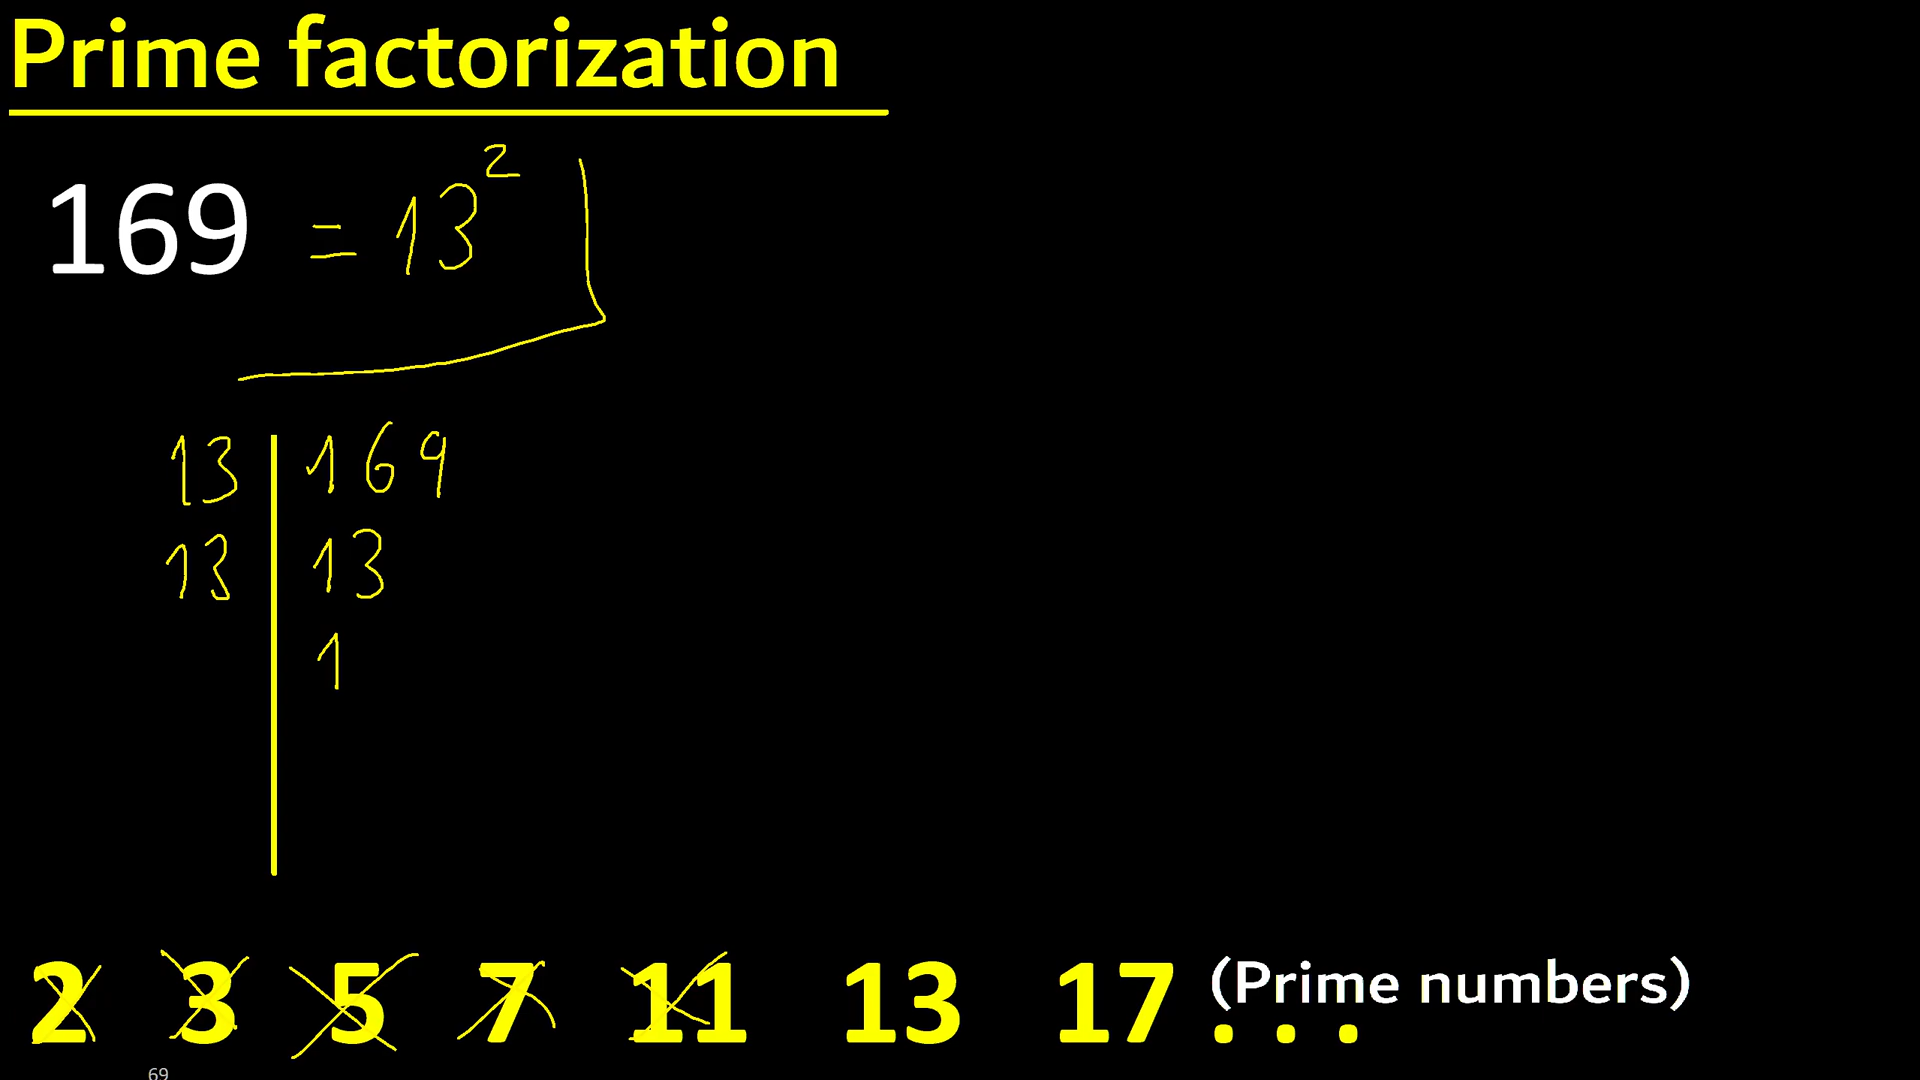 Prime factorization
169 = 13²
13 | 169
13 | 13
1
2 3 5 7 11 13 17 . . . (Prime numbers)
69